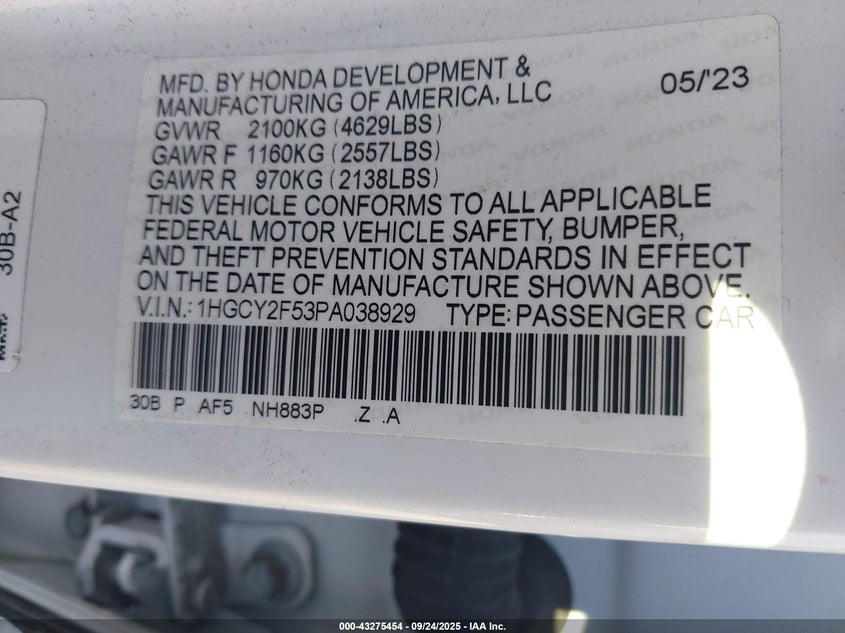 MFD. BY HONDA DEVELOPMENT &
MANUFACTURING OF AMERICA, LLC 05/'23
GVWR 2100KG (4629LBS)
GAWR F 1160KG (2557LBS)
GAWR R 970KG (2138LBS)
THIS VEHICLE CONFORMS TO ALL APPLICABLE
FEDERAL MOTOR VEHICLE SAFETY, BUMPER,
AND THEFT PREVENTION STANDARDS IN EFFECT
ON THE DATE OF MANUFACTURE SHOWN ABOVE.
V.I.N.: 1HGCY2F53PA038929 TYPE: PASSENGER CAR
30B P AF5 NH883P .Z .A
30B-A2
000-43275454 - 09/24/2025 - IAA Inc.